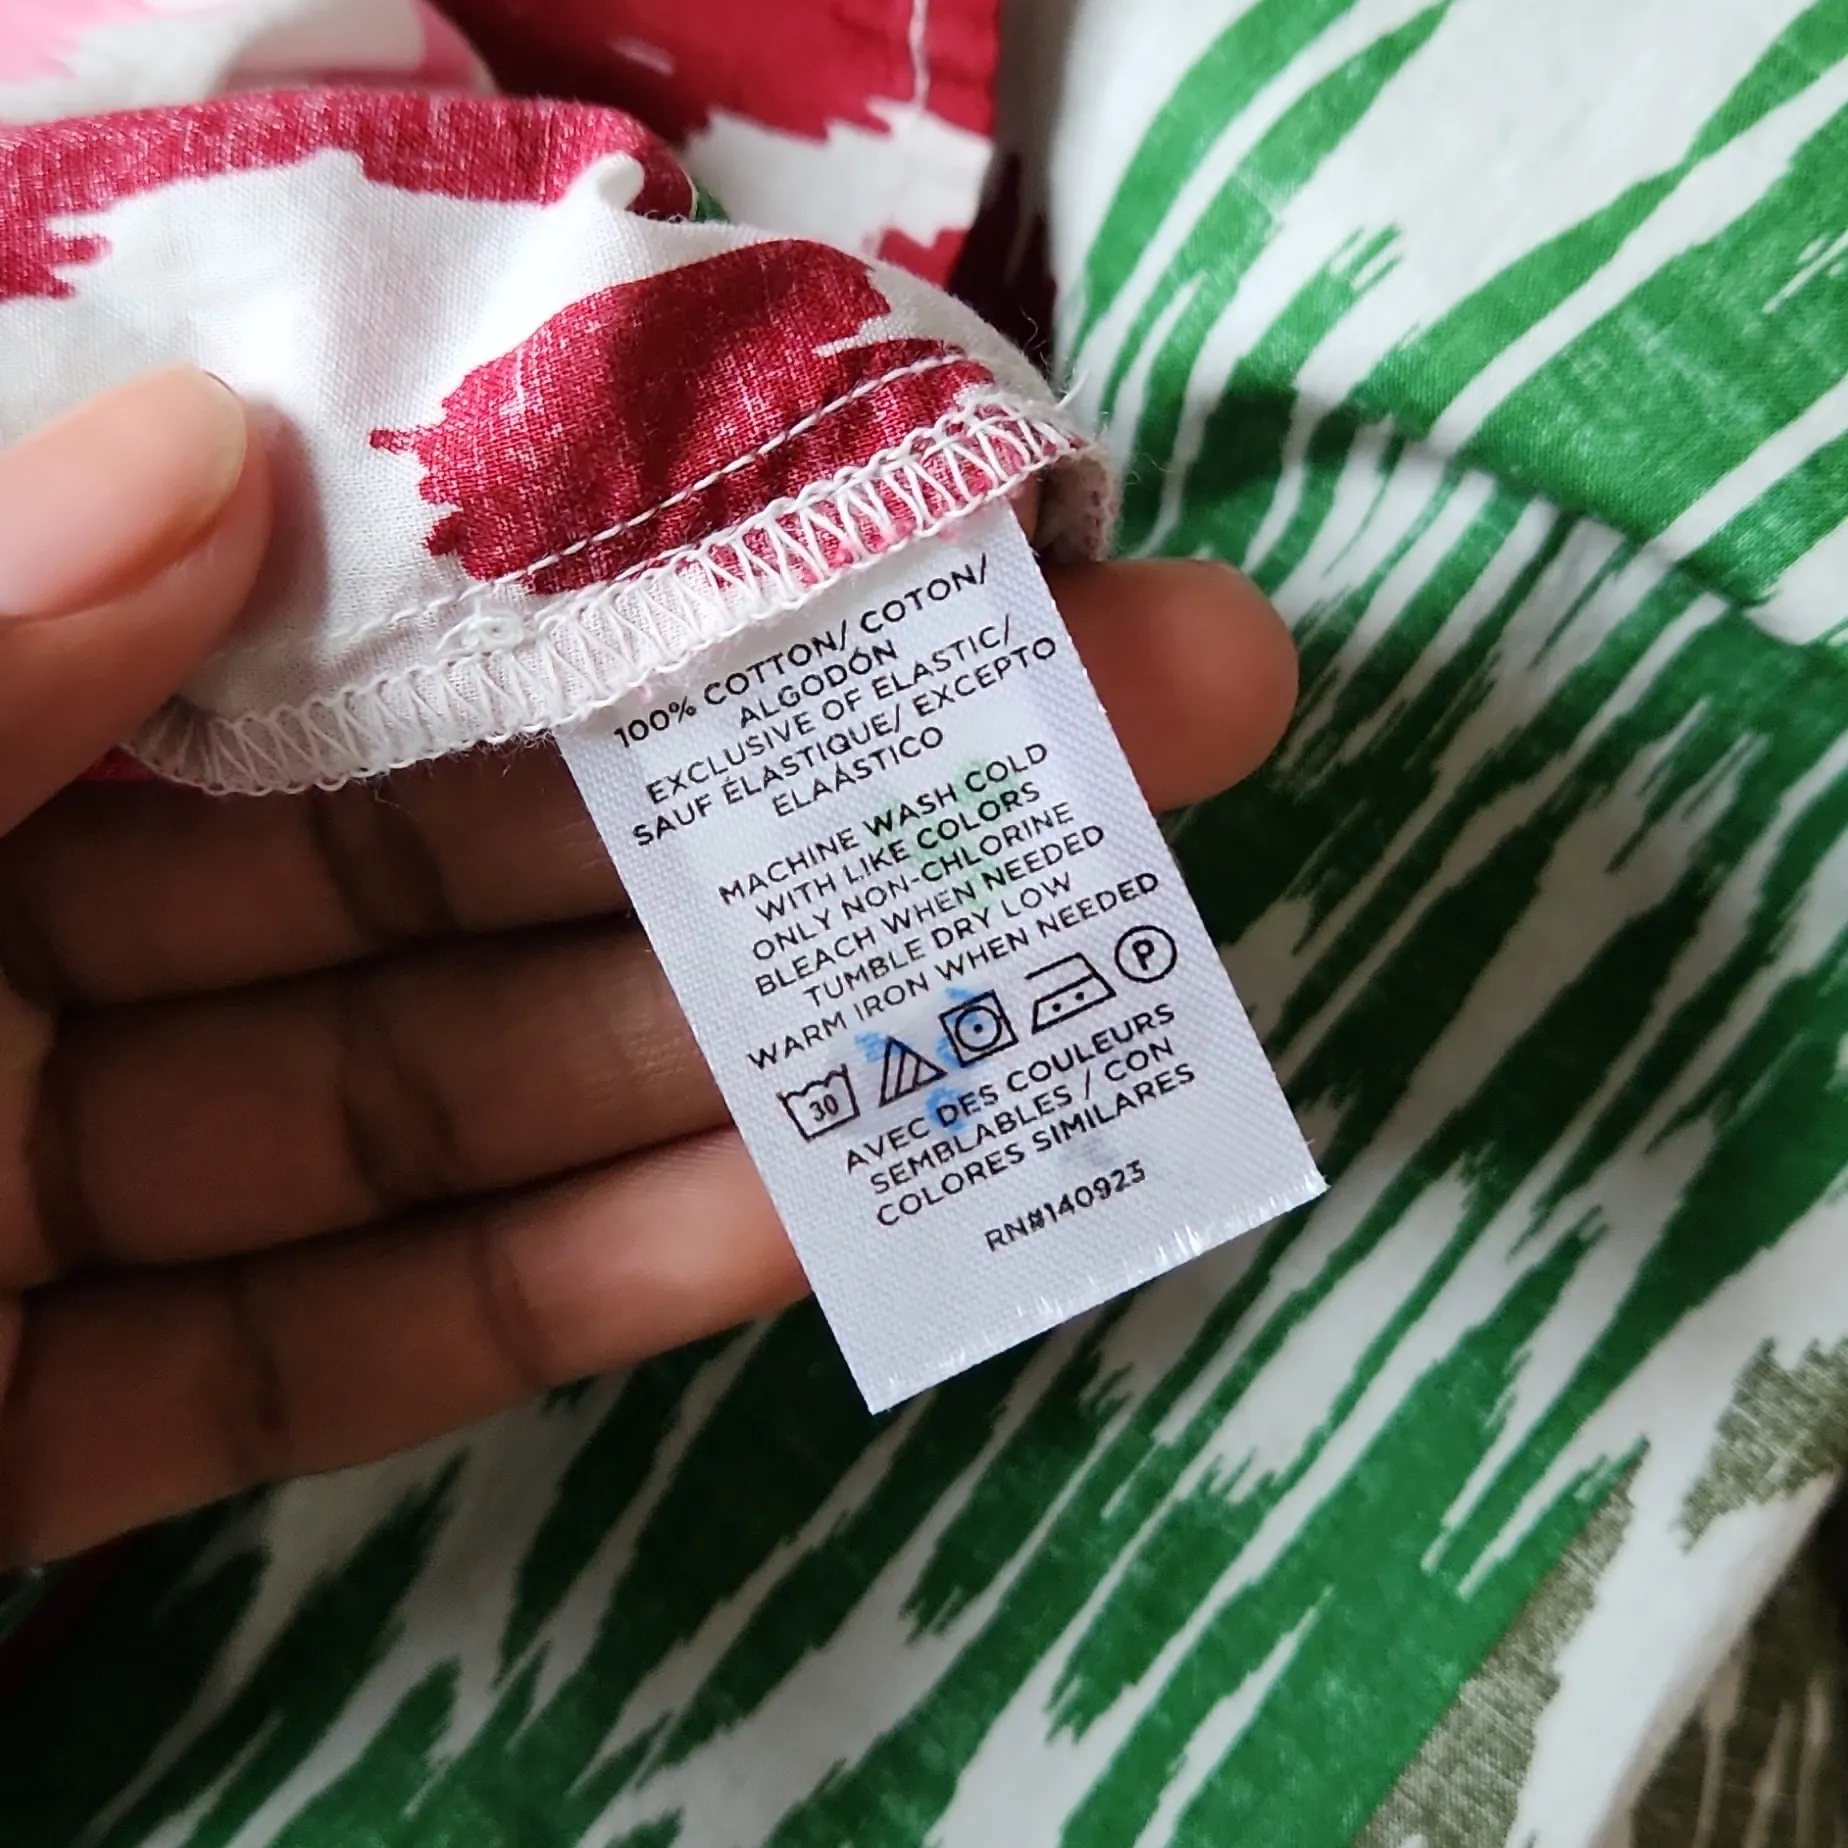 100% COTTON/ COTON/
ALGODÓN
EXCLUSIVE OF ELASTIC/
SAUF ÉLASTIQUE/ EXCEPTO
ELAÁSTICO
MACHINE WASH COLD
WITH LIKE COLORS
ONLY NON-CHLORINE
BLEACH WHEN NEEDED
TUMBLE DRY LOW
WARM IRON WHEN NEEDED
30 P
AVEC DES COULEURS
SEMBLABLES / CON
COLORES SIMILARES
RN#140923